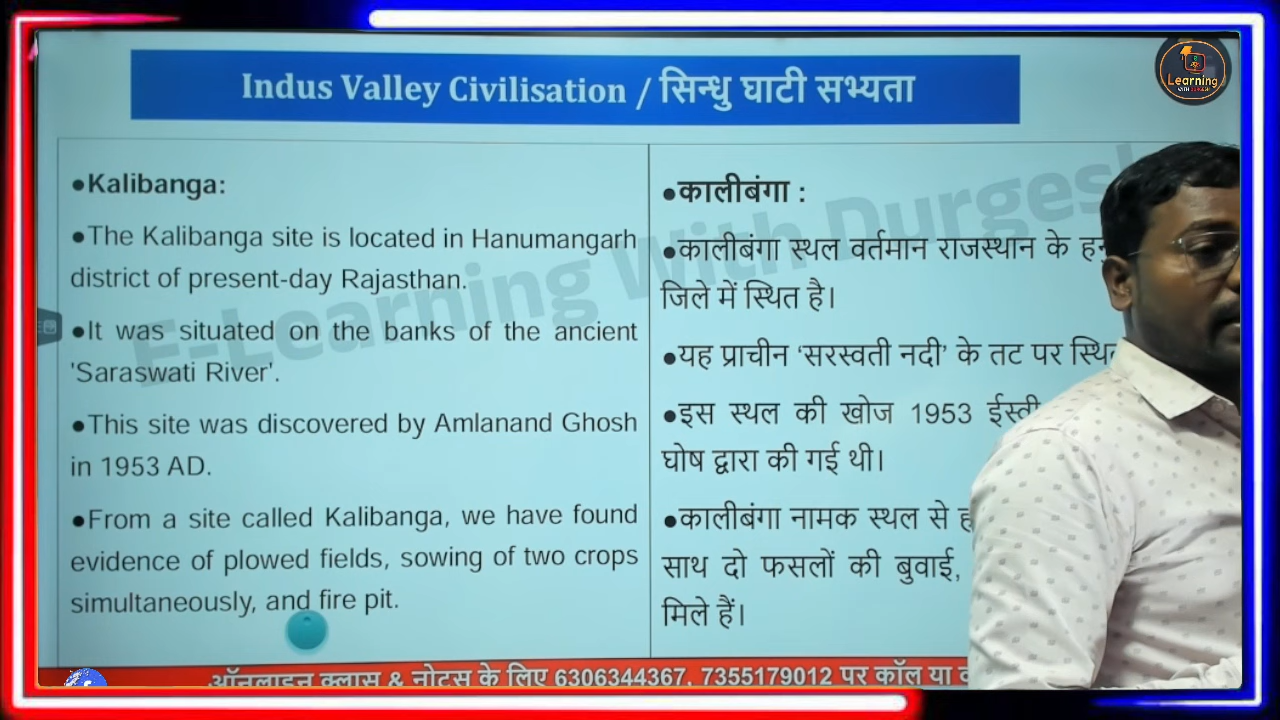 Indus Valley Civilisation / सिन्धु घाटी सभ्यता
Learning
●Kalibanga:
●The Kalibanga site is located in Hanumangarh
district of present-day Rajasthan.
●It was situated on the banks of the ancient
'Saraswati River'.
●This site was discovered by Amlanand Ghosh
in 1953 AD.
●From a site called Kalibanga, we have found
evidence of plowed fields, sowing of two crops
simultaneously, and fire pit.
●कालीबंगा :
●कालीबंगा स्थल वर्तमान राजस्थान के
जिले में स्थित है।
●यह प्राचीन ‘सरस्वती नदी’ के तट पर
●इस स्थल की खोज 1953 ईस्वी
घोष द्वारा की गई थी।
●कालीबंगा नामक स्थल से
साथ दो फसलों की बुवाई,
मिले हैं।
E-Learning With Durgesh
ऑनलाइन क्लास & नोट्स के लिए 6306344367, 7355179012 पर कॉल या